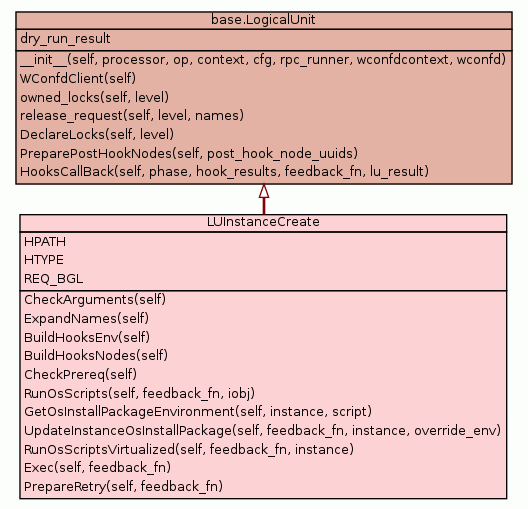 base.LogicalUnit
dry_run_result
__init__(self, processor, op, context, cfg, rpc_runner, wconfdcontext, wconfd)
WConfdClient(self)
owned_locks(self, level)
release_request(self, level, names)
DeclareLocks(self, level)
PreparePostHookNodes(self, post_hook_node_uuids)
HooksCallBack(self, phase, hook_results, feedback_fn, lu_result)
LUInstanceCreate
HPATH
HTYPE
REQ_BGL
CheckArguments(self)
ExpandNames(self)
BuildHooksEnv(self)
BuildHooksNodes(self)
CheckPrereq(self)
RunOsScripts(self, feedback_fn, iobj)
GetOsInstallPackageEnvironment(self, instance, script)
UpdateInstanceOsInstallPackage(self, feedback_fn, instance, override_env)
RunOsScriptsVirtualized(self, feedback_fn, instance)
Exec(self, feedback_fn)
PrepareRetry(self, feedback_fn)